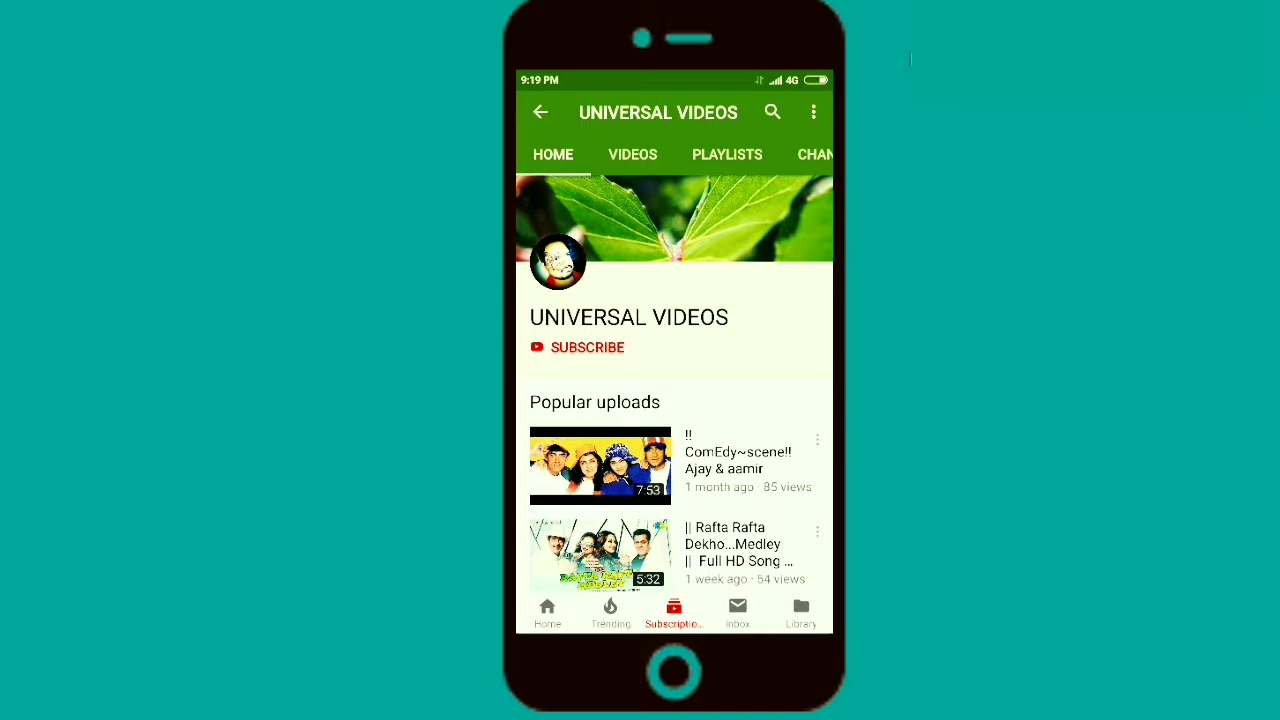 9:19 PM
4G
UNIVERSAL VIDEOS
HOME
VIDEOS
PLAYLISTS
CHAN
UNIVERSAL VIDEOS
SUBSCRIBE
Popular uploads
!!
ComEdy~scene!!
Ajay & aamir
1 month ago · 85 views
7:53
|| Rafta Rafta
Dekho...Medley
|| Full HD Song ...
1 week ago · 54 views
5:32
Home
Trending
Subscriptio...
Inbox
Library